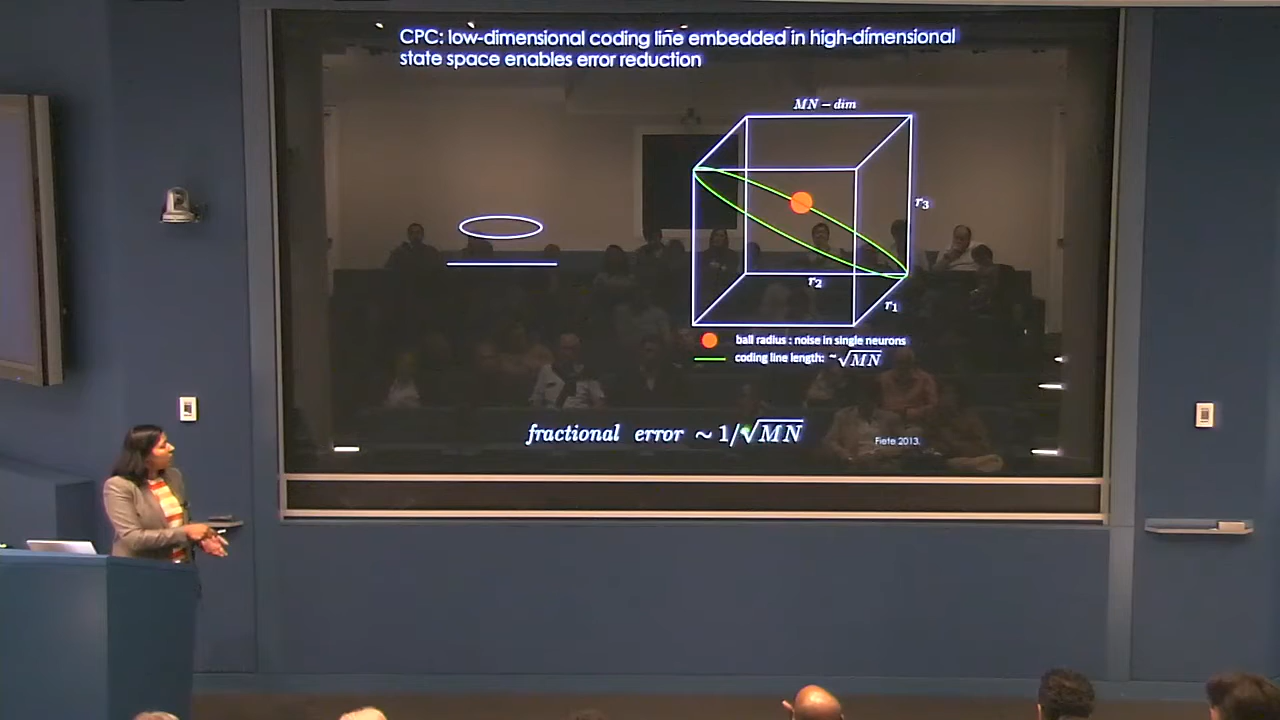 CPC: low-dimensional coding line embedded in high-dimensional
state space enables error reduction
MN − dim
r₃
r₂
r₁
ball radius : noise in single neurons
coding line length: ~√MN
fractional error ~ 1/√MN
Fiete 2013.